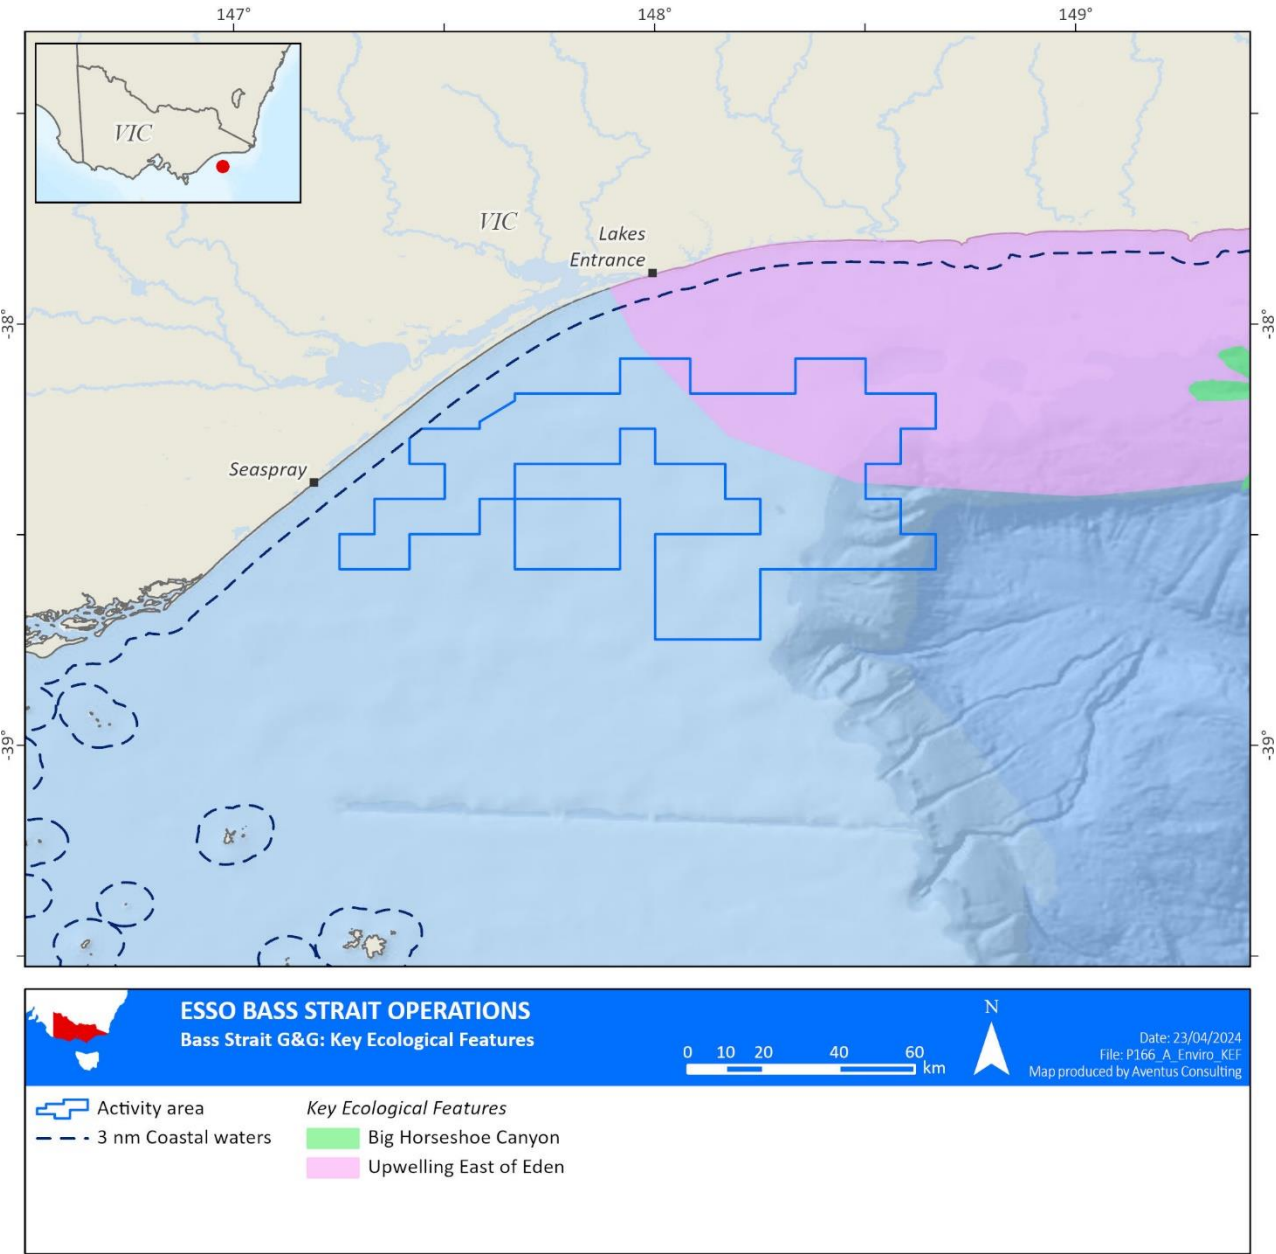 147°
148°
149°
VIC
VIC
Lakes
Entrance
Seaspray
-38°
-38°
-39°
-39°
ESSO BASS STRAIT OPERATIONS
Bass Strait G&G: Key Ecological Features
0 10 20 40 60
km
N
Date: 23/04/2024
File: P166_A_Enviro_KEF
Map produced by Aventus Consulting
Activity area
3 nm Coastal waters
Key Ecological Features
Big Horseshoe Canyon
Upwelling East of Eden